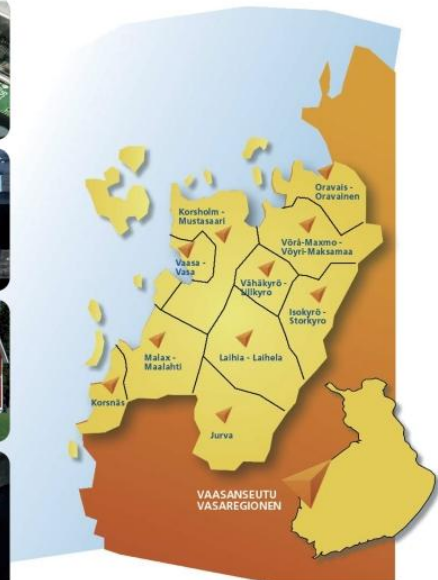 Oravais -
Oravainen
Korsholm -
Mustasaari
Vörå-Maxmo -
Vöyri-Maksamaa
Vaasa -
Vasa
Vähäkyrö -
Lillkyro
Isokyrö -
Storkyro
Malax -
Maalahti
Laihia - Laihela
Korsnäs
Jurva
VAASANSEUTU
VASAREGIONEN